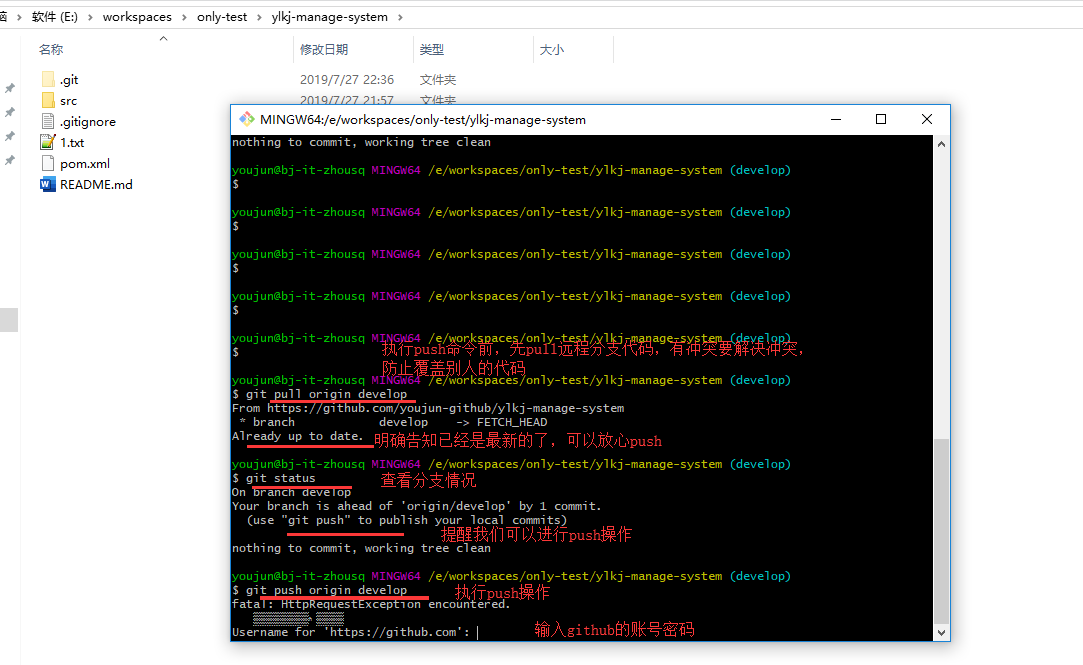 软件 (E:) › workspaces › only-test › ylkj-manage-system ›
名称 修改日期 类型 大小
.git 2019/7/27 22:36 文件夹
src 2019/7/27 21:57 文件夹
.gitignore
1.txt
pom.xml
README.md
MINGW64:/e/workspaces/only-test/ylkj-manage-system
nothing to commit, working tree clean
youjun@bj-it-zhousq MINGW64 /e/workspaces/only-test/ylkj-manage-system (develop)
$
youjun@bj-it-zhousq MINGW64 /e/workspaces/only-test/ylkj-manage-system (develop)
$
youjun@bj-it-zhousq MINGW64 /e/workspaces/only-test/ylkj-manage-system (develop)
$
youjun@bj-it-zhousq MINGW64 /e/workspaces/only-test/ylkj-manage-system (develop)
$
youjun@bj-it-zhousq MINGW64 /e/workspaces/only-test/ylkj-manage-system (develop)
$
执行push命令前，先pull远程分支代码，有冲突要解决冲突，
防止覆盖别人的代码
youjun@bj-it-zhousq MINGW64 /e/workspaces/only-test/ylkj-manage-system (develop)
$ git pull origin develop
From https://github.com/youjun-github/ylkj-manage-system
* branch develop -> FETCH_HEAD
Already up to date. 明确告知已经是最新的了，可以放心push
youjun@bj-it-zhousq MINGW64 /e/workspaces/only-test/ylkj-manage-system (develop)
$ git status 查看分支情况
On branch develop
Your branch is ahead of 'origin/develop' by 1 commit.
(use "git push" to publish your local commits)
提醒我们可以进行push操作
nothing to commit, working tree clean
youjun@bj-it-zhousq MINGW64 /e/workspaces/only-test/ylkj-manage-system (develop)
$ git push origin develop 执行push操作
fatal: HttpRequestException encountered.
Username for 'https://github.com': 输入github的账号密码